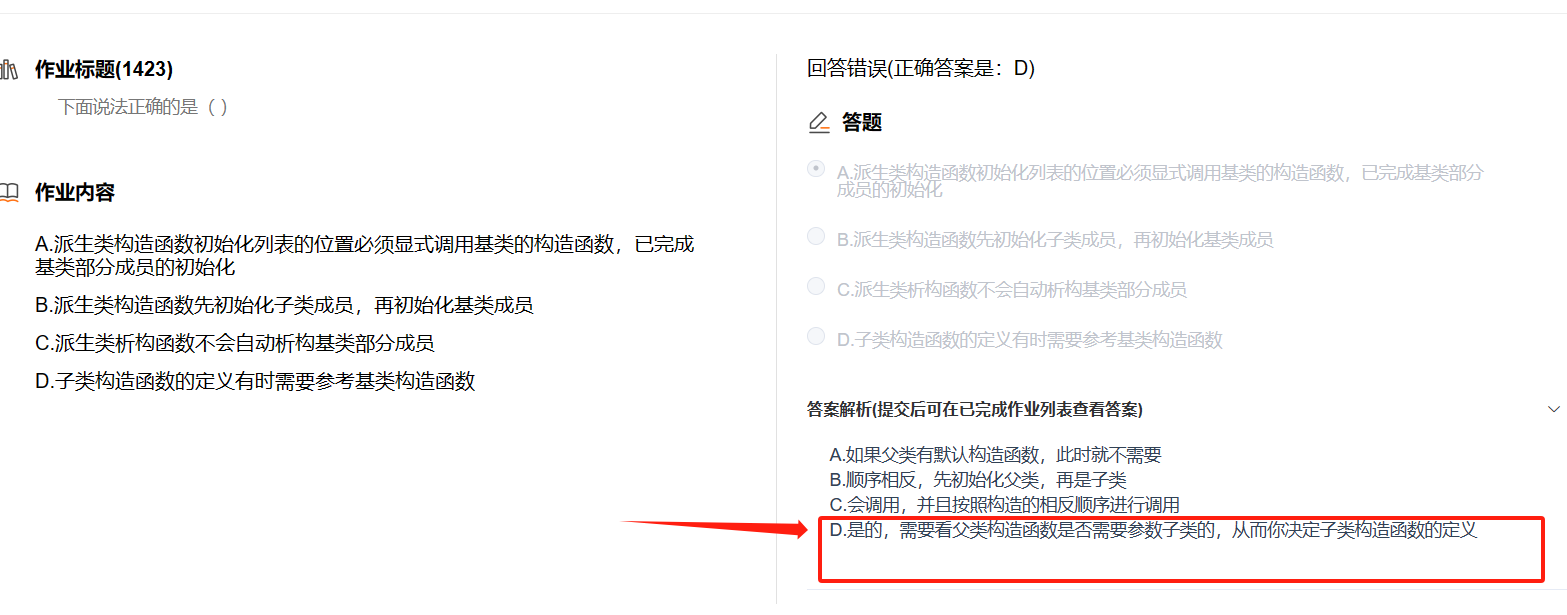 作业标题(1423)
下面说法正确的是（ ）
作业内容
A.派生类构造函数初始化列表的位置必须显式调用基类的构造函数，已完成
基类部分成员的初始化
B.派生类构造函数先初始化子类成员，再初始化基类成员
C.派生类析构函数不会自动析构基类部分成员
D.子类构造函数的定义有时需要参考基类构造函数
回答错误(正确答案是：D)
答题
A.派生类构造函数初始化列表的位置必须显式调用基类的构造函数，已完成基类部分
成员的初始化
B.派生类构造函数先初始化子类成员，再初始化基类成员
C.派生类析构函数不会自动析构基类部分成员
D.子类构造函数的定义有时需要参考基类构造函数
答案解析(提交后可在已完成作业列表查看答案)
A.如果父类有默认构造函数，此时就不需要
B.顺序相反，先初始化父类，再是子类
C.会调用，并且按照构造的相反顺序进行调用
D.是的，需要看父类构造函数是否需要参数子类的，从而你决定子类构造函数的定义